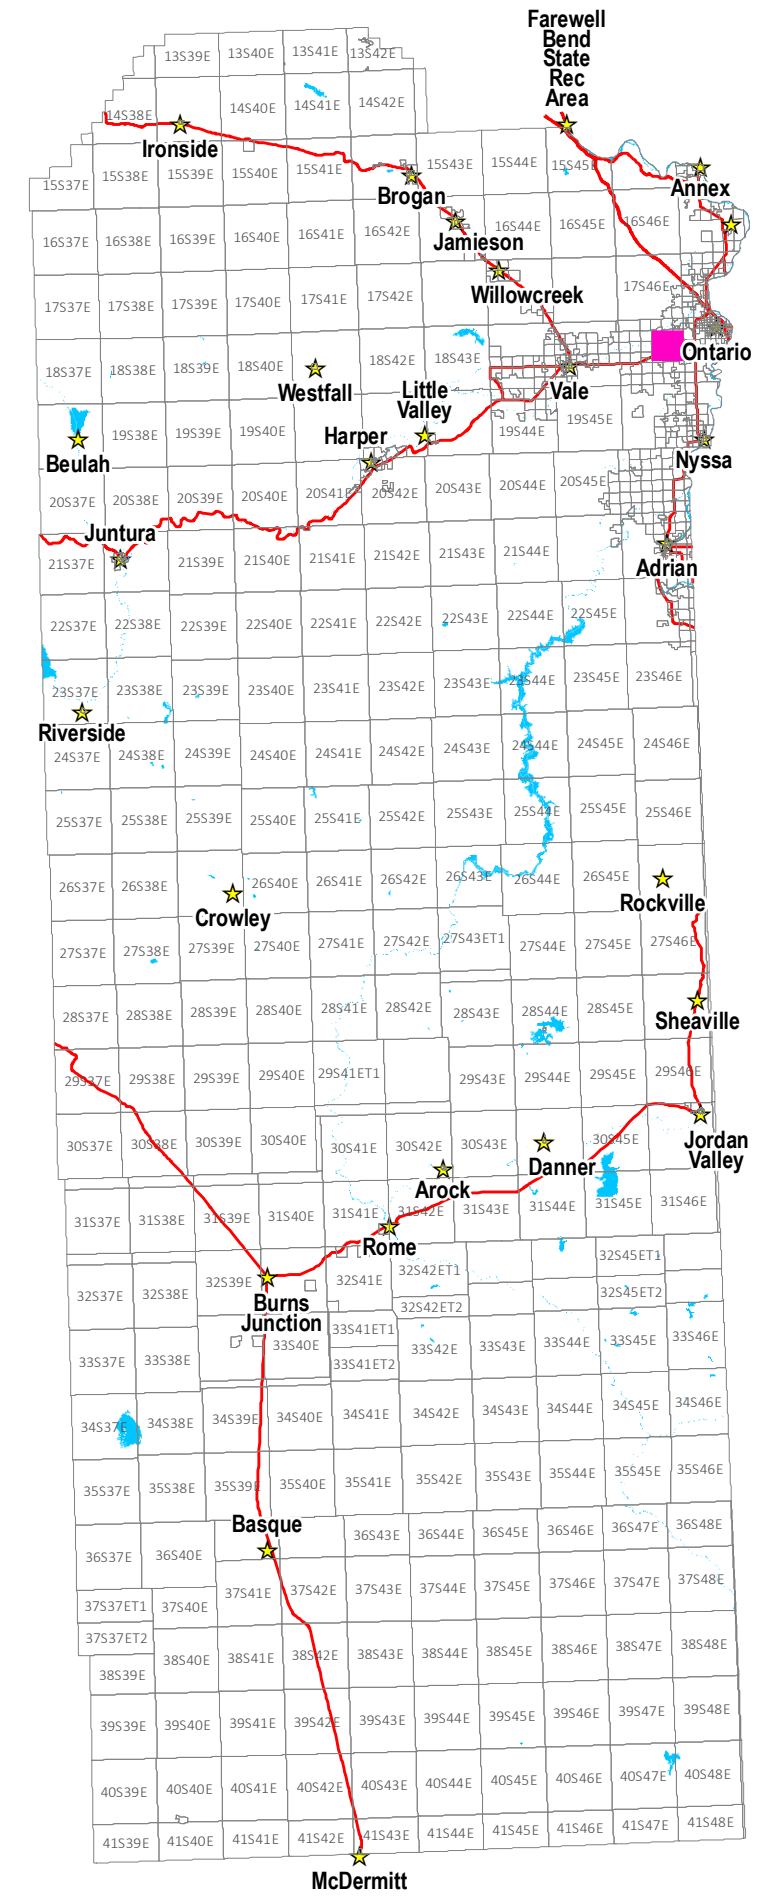 Farewell
Bend
State
Rec
Area
13S39E 13S40E 13S41E 13S42E
14S38E 14S40E 14S41E 14S42E
Ironside
15S37E 15S38E 15S39E 15S40E 15S41E 15S43E 15S44E 15S45E
Brogan
Annex
16S37E 16S38E 16S39E 16S40E 16S41E 16S42E 16S44E 16S45E 16S46E
Jamieson
Willowcreek
17S37E 17S38E 17S39E 17S40E 17S41E 17S42E 17S46E
Ontario
18S37E 18S38E 18S39E 18S40E 18S42E 18S43E
Westfall
Little
Valley
Vale
19S38E 19S39E 19S40E 19S44E 19S45E
Beulah
Harper
Nyssa
20S37E 20S38E 20S39E 20S40E 20S41E 20S42E 20S43E 20S44E 20S45E
Juntura
21S37E 21S39E 21S40E 21S41E 21S42E 21S43E 21S44E
Adrian
22S37E 22S38E 22S39E 22S40E 22S41E 22S42E 22S43E 22S44E 22S45E
23S37E 23S38E 23S39E 23S40E 23S41E 23S42E 23S43E 23S44E 23S45E 23S46E
Riverside
24S37E 24S38E 24S39E 24S40E 24S41E 24S42E 24S43E 24S44E 24S45E 24S46E
25S37E 25S38E 25S39E 25S40E 25S41E 25S42E 25S43E 25S44E 25S45E 25S46E
26S37E 26S38E 26S40E 26S41E 26S42E 26S43E 26S44E 26S45E
Crowley
Rockville
27S37E 27S38E 27S39E 27S40E 27S41E 27S42E 27S43ET1 27S44E 27S45E 27S46E
28S37E 28S38E 28S39E 28S40E 28S41E 28S42E 28S43E 28S44E 28S45E
Sheaville
29S37E 29S38E 29S39E 29S40E 29S41ET1 29S43E 29S44E 29S45E 29S46E
30S37E 30S38E 30S39E 30S40E 30S41E 30S42E 30S43E 30S45E
Jordan
Valley
Danner
Arock
31S37E 31S38E 31S39E 31S40E 31S41E 31S42E 31S43E 31S44E 31S45E 31S46E
Rome
32S37E 32S38E 32S39E 32S41E 32S42ET1 32S45ET1
32S42ET2 32S45ET2
Burns
Junction
33S37E 33S38E 33S40E 33S41ET1 33S42E 33S43E 33S44E 33S45E 33S46E
33S41ET2
34S37E 34S38E 34S39E 34S40E 34S41E 34S42E 34S43E 34S44E 34S45E 34S46E
35S37E 35S38E 35S39E 35S40E 35S41E 35S42E 35S43E 35S44E 35S45E 35S46E
Basque
36S37E 36S40E 36S43E 36S44E 36S45E 36S46E 36S47E 36S48E
37S37ET1 37S40E 37S41E 37S42E 37S43E 37S44E 37S45E 37S46E 37S47E 37S48E
37S37ET2
38S39E 38S40E 38S41E 38S42E 38S43E 38S44E 38S45E 38S46E 38S47E 38S48E
39S39E 39S40E 39S41E 39S42E 39S43E 39S44E 39S45E 39S46E 39S47E 39S48E
40S39E 40S40E 40S41E 40S42E 40S43E 40S44E 40S45E 40S46E 40S47E 40S48E
41S39E 41S40E 41S41E 41S42E 41S43E 41S44E 41S45E 41S46E 41S47E 41S48E
McDermitt